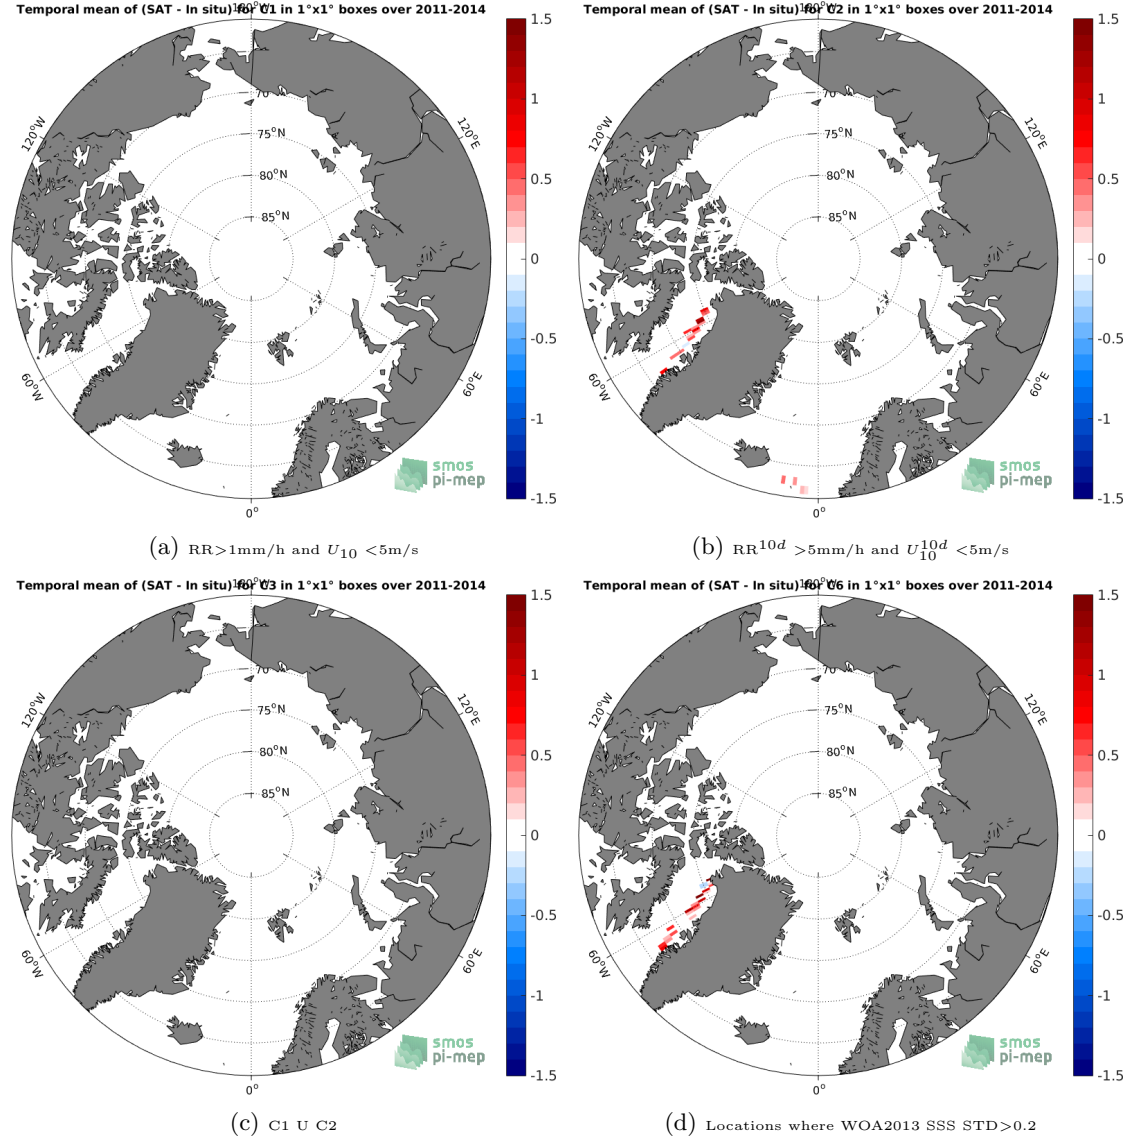 Temporal mean of (SAT - In situ) for C1 in 1°x1° boxes over 2011-2014
180°W
120°W
120°E
70
75°N
80°N
85°N
60°W
60°E
0°
1.5
1
0.5
0
-0.5
-1
-1.5
smos
pi-mep
(a) RR>1mm/h and U10 <5m/s
Temporal mean of (SAT - In situ) for C2 in 1°x1° boxes over 2011-2014
180°W
120°W
120°E
70
75°N
80°N
85°N
60°W
60°E
0°
1.5
1
0.5
0
-0.5
-1
-1.5
smos
pi-mep
(b) RR10d >5mm/h and U10 10d <5m/s
Temporal mean of (SAT - In situ) for C3 in 1°x1° boxes over 2011-2014
180°W
120°W
120°E
70
75°N
80°N
85°N
60°W
60°E
0°
1.5
1
0.5
0
-0.5
-1
-1.5
smos
pi-mep
(c) C1 U C2
Temporal mean of (SAT - In situ) for C6 in 1°x1° boxes over 2011-2014
180°W
120°W
120°E
70
75°N
80°N
85°N
60°W
60°E
0°
1.5
1
0.5
0
-0.5
-1
-1.5
smos
pi-mep
(d) Locations where WOA2013 SSS STD>0.2